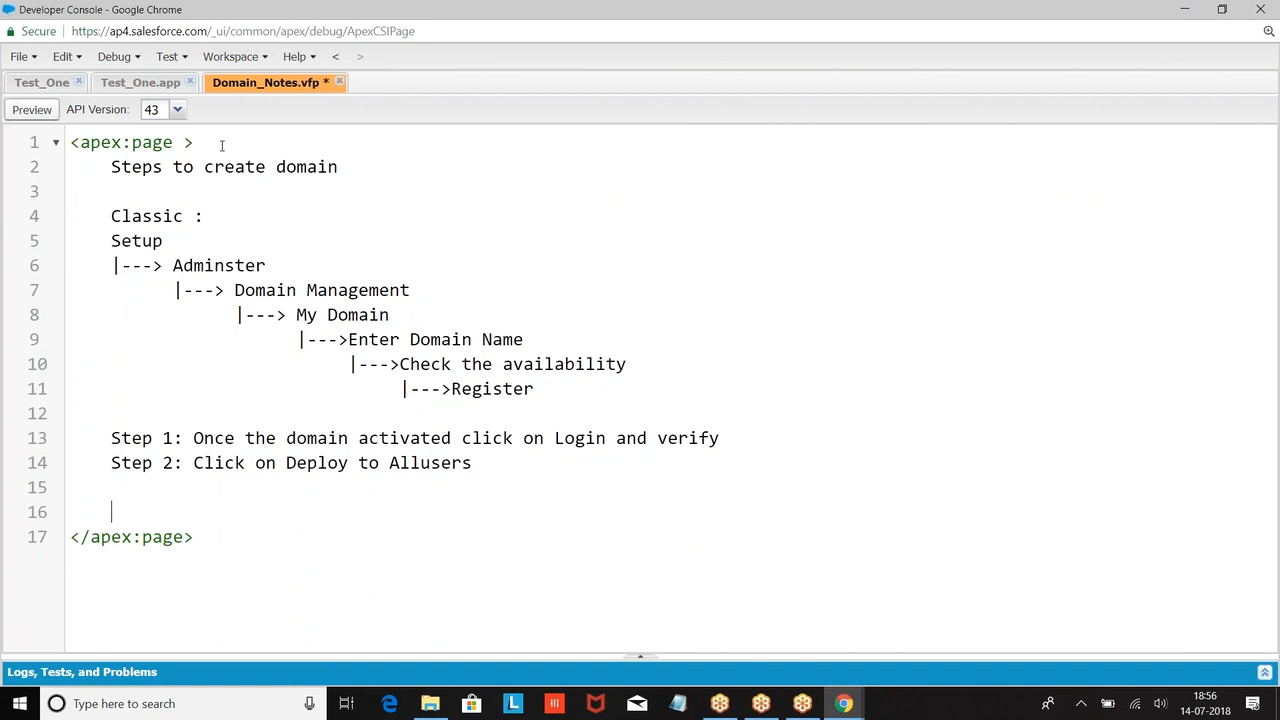 Developer Console - Google Chrome
Secure https://ap4.salesforce.com/_ui/common/apex/debug/ApexCSIPage
File Edit Debug Test Workspace Help < >
Test_One Test_One.app Domain_Notes.vfp *
Preview API Version: 43
1 <apex:page >
2 Steps to create domain
3
4 Classic :
5 Setup
6 |---> Adminster
7 |---> Domain Management
8 |---> My Domain
9 |--->Enter Domain Name
10 |--->Check the availability
11 |--->Register
12
13 Step 1: Once the domain activated click on Login and verify
14 Step 2: Click on Deploy to Allusers
15
16
17 </apex:page>
Logs, Tests, and Problems
Type here to search
18:56
14-07-2018